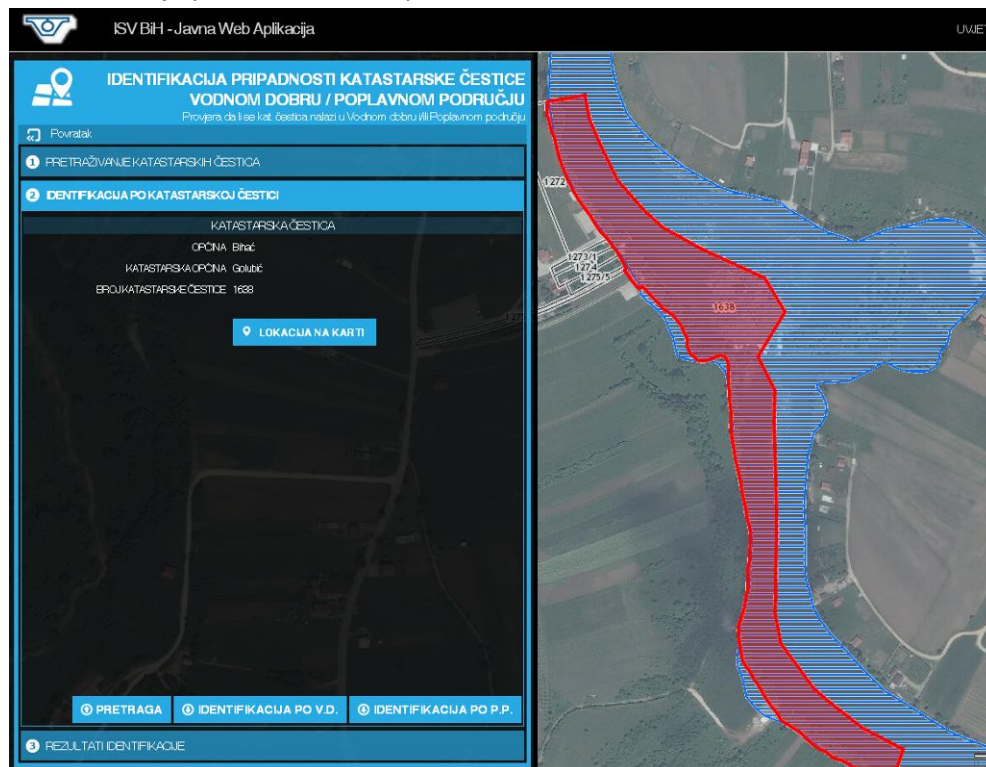 ISV BiH - Javna Web Aplikacija
UVJET
IDENTIFIKACIJA PRIPADNOSTI KATASTARSKE ČESTICE
VODNOM DOBRU / POPLAVNOM PODRUČJU
Provjera da li se kat. čestica nalazi u Vodnom dobru i/ili Poplavnom području
Povratak
1 PRETRAŽIVANJE KATASTARSKIH ČESTICA
2 IDENTIFIKACIJA PO KATASTARSKOJ ČESTICI
KATASTARSKA ČESTICA
OPĆINA Bihać
KATASTARSKA OPĆINA Golubić
BROJ KATASTARSKE ČESTICE 1638
LOKACIJA NA KARTI
PRETRAGA IDENTIFIKACIJA PO V.D. IDENTIFIKACIJA PO P.P.
3 REZULTATI IDENTIFIKACIJE
1272
1273/1
1274
1275/5
1638